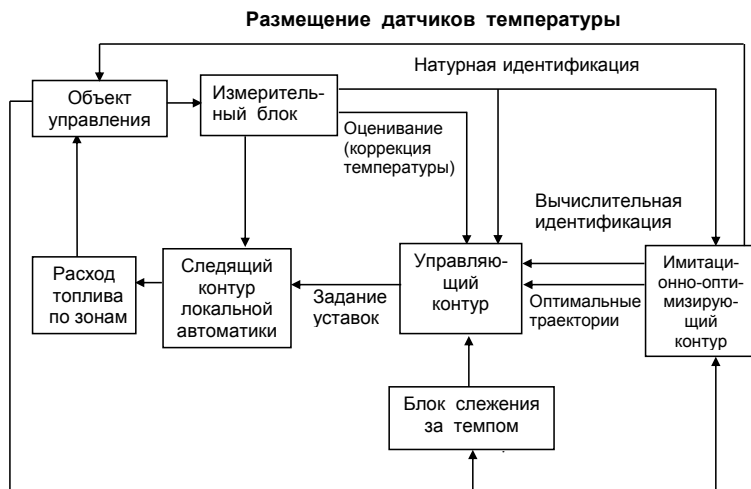 Размещение датчиков температуры
Натурная идентификация
Объект
управления
Измеритель-
ный блок
Оценивание
(коррекция
температуры)
Вычислительная
идентификация
Расход
топлива
по зонам
Следящий
контур
локальной
автоматики
Задание
уставок
Управляю-
щий
контур
Оптимальные
траектории
Имитаци-
онно-опти-
мизирую-
щий
контур
Блок слежения
за темпом